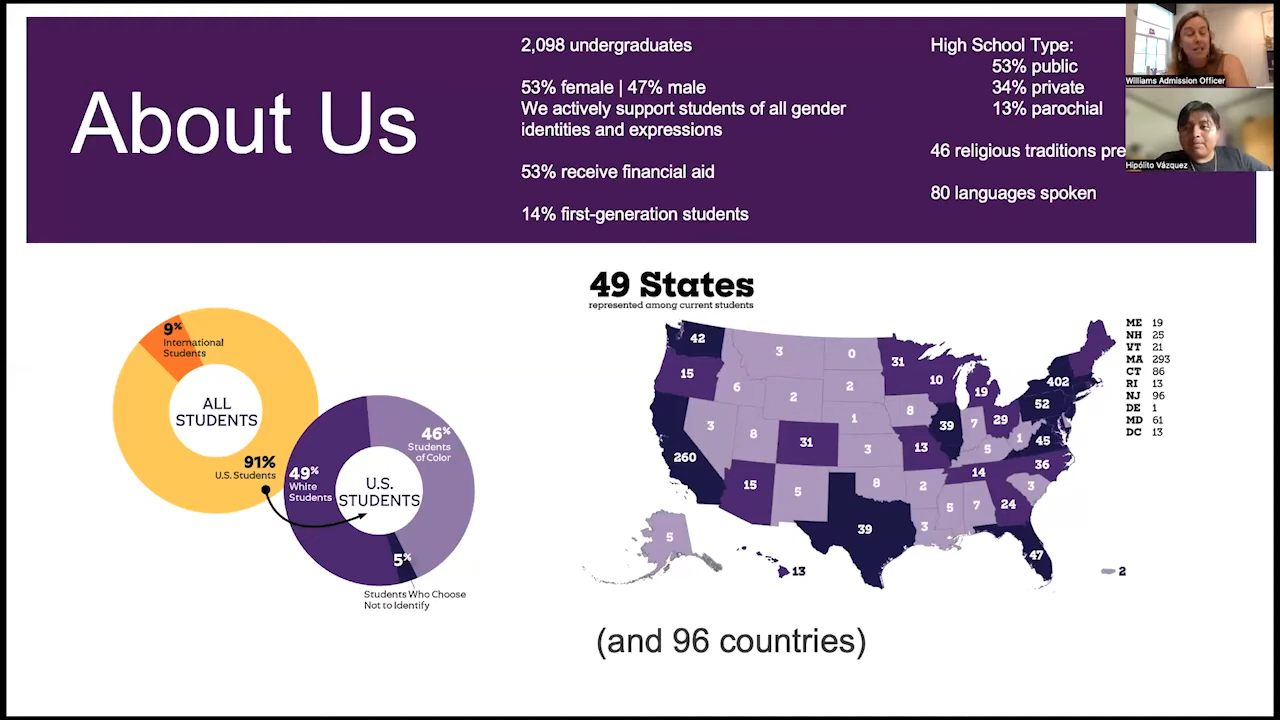 About Us
2,098 undergraduates
53% female | 47% male
We actively support students of all gender
identities and expressions
53% receive financial aid
14% first-generation students
High School Type:
53% public
34% private
13% parochial
46 religious traditions
80 languages spoken
Williams Admission Officer
Hipólito Vázquez
9%
International
Students
ALL
STUDENTS
91%
U.S. Students
46%
Students
of Color
49%
White
Students
U.S.
STUDENTS
5%
Students Who Choose
Not to Identify
49 States
represented among current students
42
3
0
31
15
6
2
10
19
402
2
52
3
8
1
8
39
7
29
260
31
3
13
5
1
45
15
5
8
2
14
36
3
39
3
5
7
24
5
13
47
2
ME 19
NH 25
VT 21
MA 293
CT 86
RI 13
NJ 96
DE 1
MD 61
DC 13
(and 96 countries)